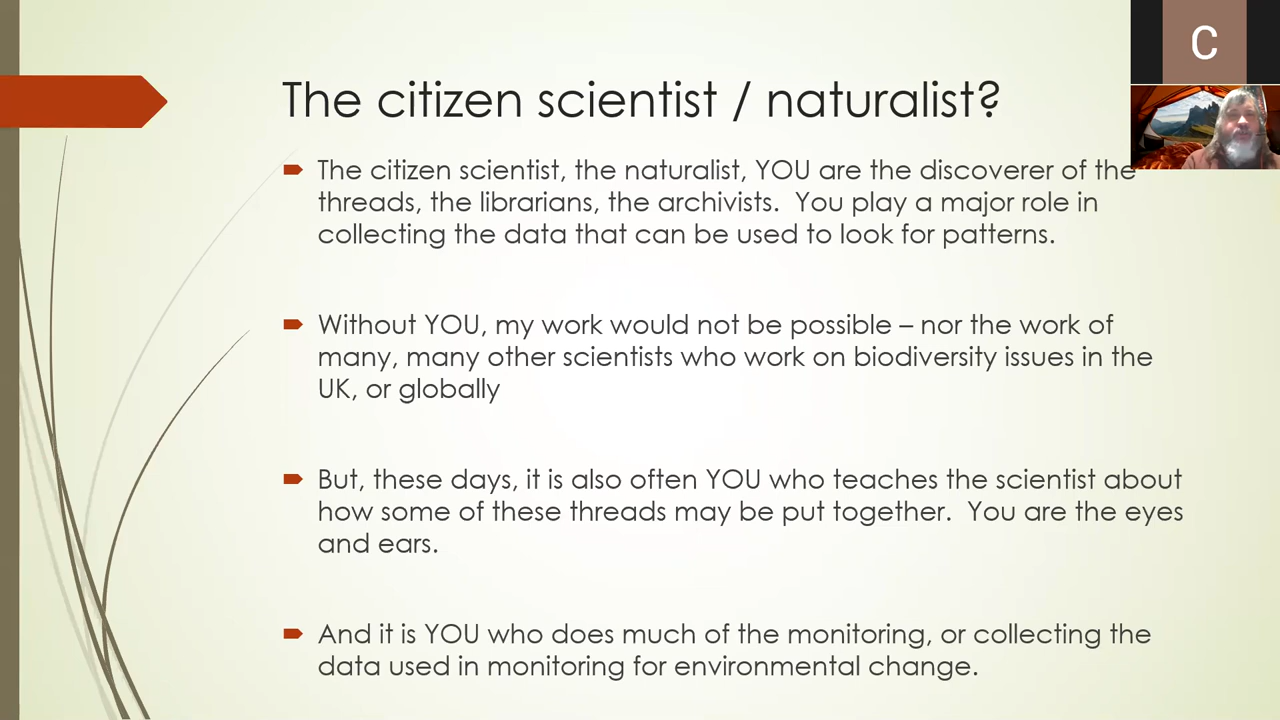 The citizen scientist / naturalist?
C
The citizen scientist, the naturalist, YOU are the discoverer of the
threads, the librarians, the archivists.  You play a major role in
collecting the data that can be used to look for patterns.
Without YOU, my work would not be possible – nor the work of
many, many other scientists who work on biodiversity issues in the
UK, or globally
But, these days, it is also often YOU who teaches the scientist about
how some of these threads may be put together.  You are the eyes
and ears.
And it is YOU who does much of the monitoring, or collecting the
data used in monitoring for environmental change.